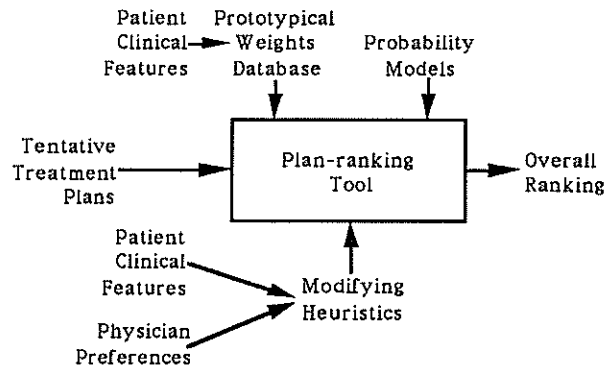 Patient
Clinical
Features
Prototypical
Weights
Database
Probability
Models
Tentative
Treatment
Plans
Plan-ranking
Tool
Overall
Ranking
Patient
Clinical
Features
Modifying
Heuristics
Physician
Preferences